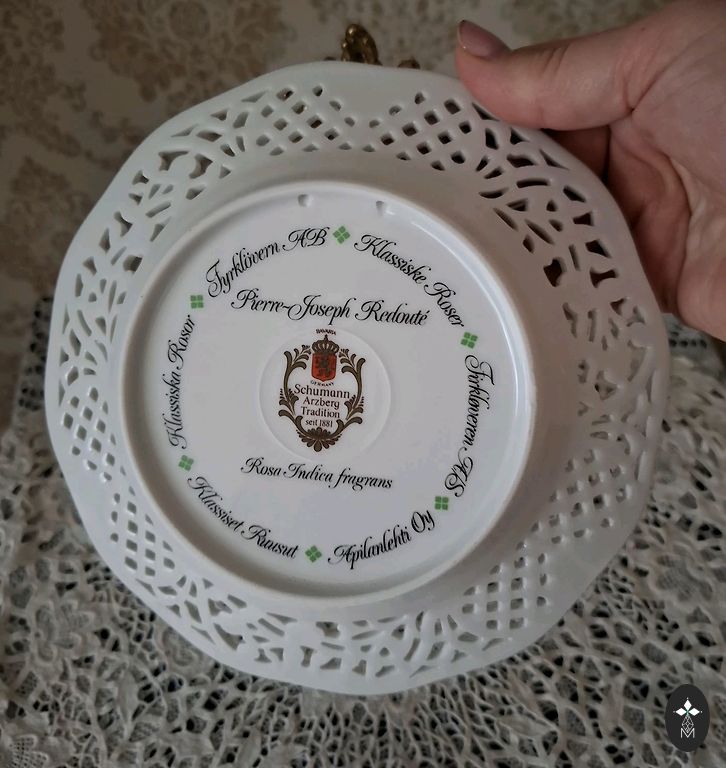 Fyrklövern AB
Klassiske Roser
Firkløveren AS
Apilanlehti Oy
Klassiset Ruusut
Klassiska Rosor
Pierre-Joseph Redouté
BAVARIA
GERMANY
Schumann
Arzberg
Tradition
seit 1881
Rosa Indica fragrans
M